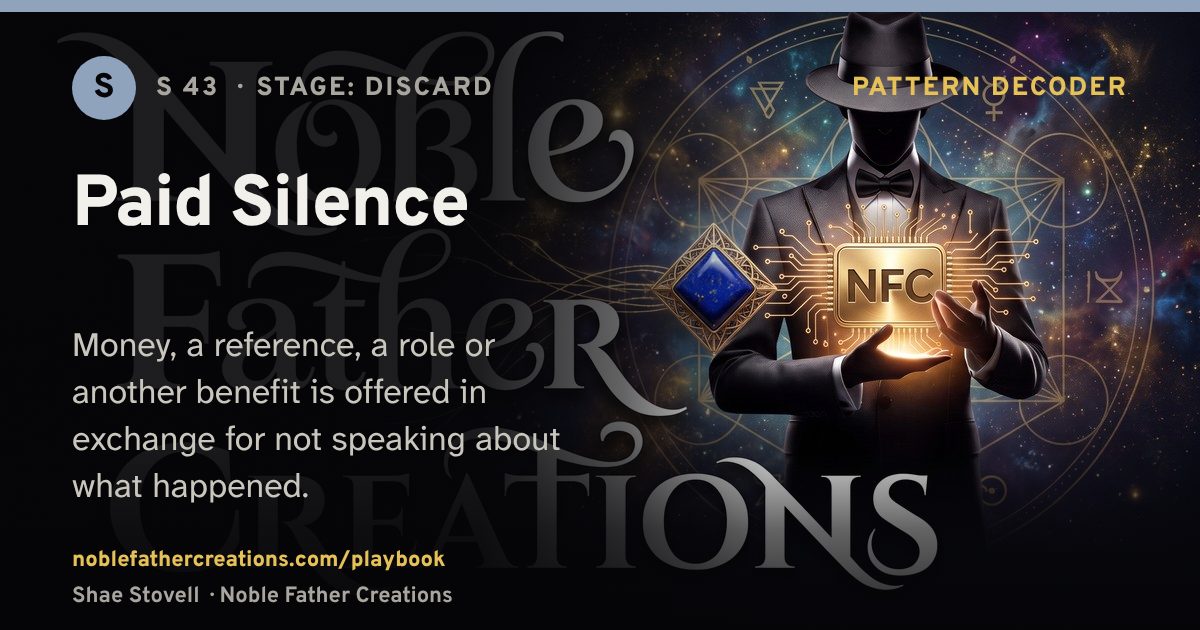 S
S 43 · STAGE: DISCARD
PATTERN DECODER
Paid Silence
Money, a reference, a role or
another benefit is offered in
exchange for not speaking about
what happened.
noblefathercreations.com/playbook
Shae Stovell · Noble Father Creations
Noble
Father
Creations
NFC